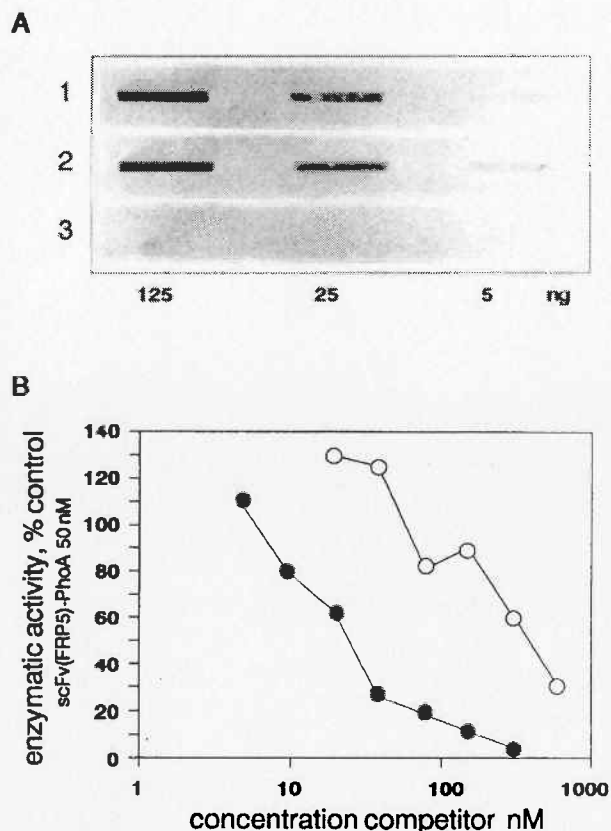 A
1
2
3
125 25 5 ng
B
enzymatic activity, % control
scFv(FRP5)-PhoA 50 nM
140
120
100
80
60
40
20
0
1 10 100 1000
concentration competitor nM